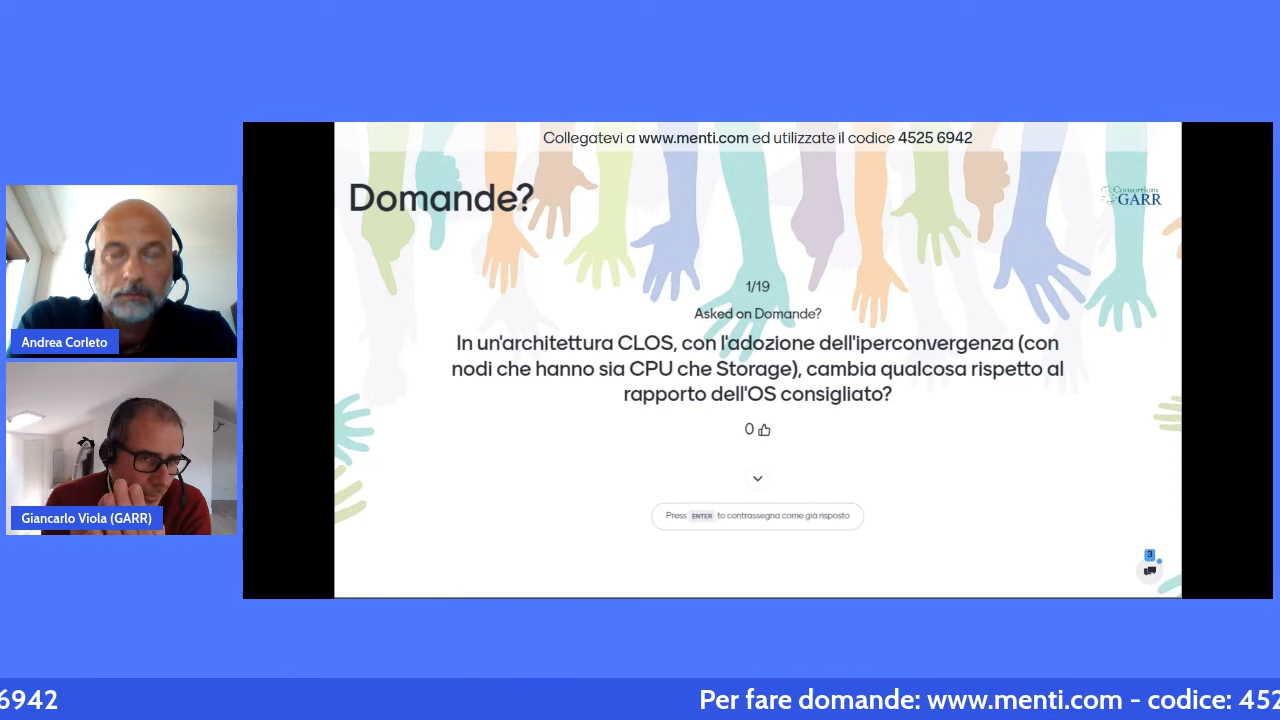 Collegatevi a www.menti.com ed utilizzate il codice 4525 6942
Domande?
Consortium
GARR
1/19
Asked on Domande?
In un'architettura CLOS, con l'adozione dell'iperconvergenza (con
nodi che hanno sia CPU che Storage), cambia qualcosa rispetto al
rapporto dell'OS consigliato?
0
Press ENTER to contrassegna come già risposto
3
Andrea Corleto
Giancarlo Viola (GARR)
6942
Per fare domande: www.menti.com - codice: 452